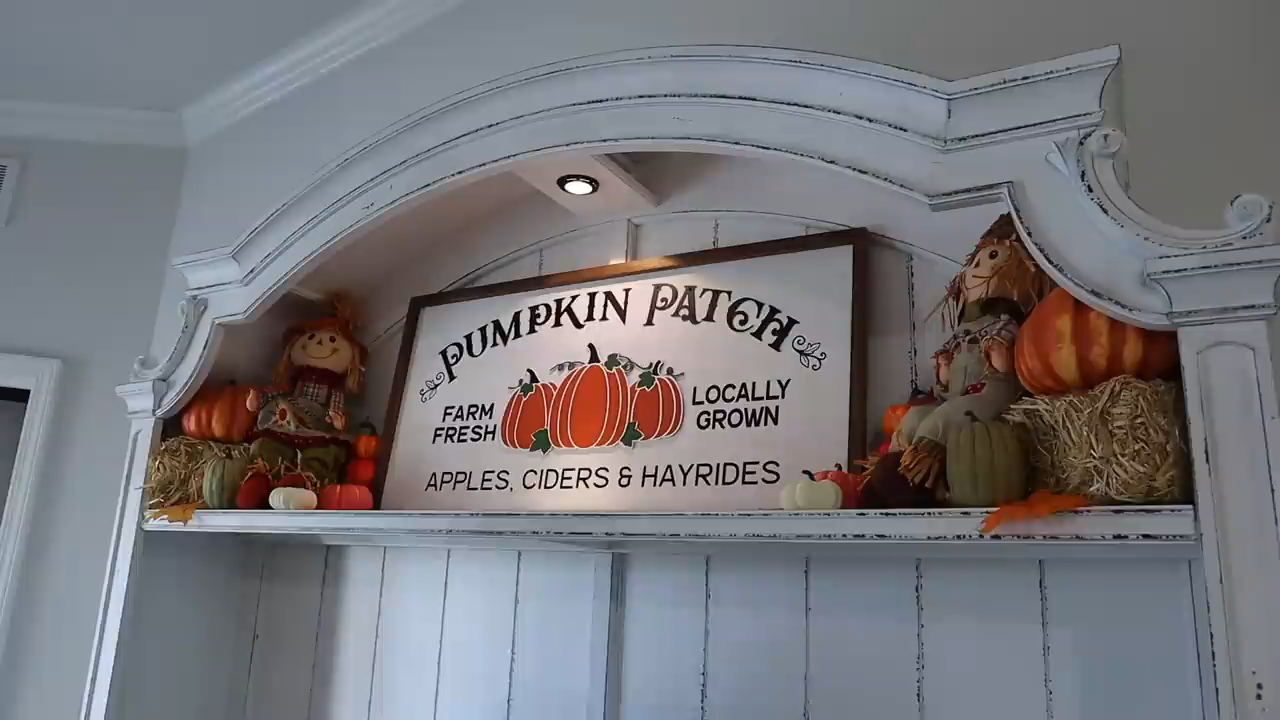 PUMPKIN PATCH
FARM FRESH
LOCALLY GROWN
APPLES, CIDERS & HAYRIDES